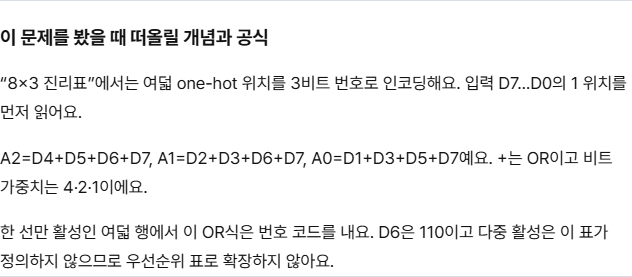 이 문제를 봤을 때 떠올릴 개념과 공식
“8×3 진리표”에서는 여덟 one-hot 위치를 3비트 번호로 인코딩해요. 입력 D7…D0의 1 위치를
먼저 읽어요.
A2=D4+D5+D6+D7, A1=D2+D3+D6+D7, A0=D1+D3+D5+D7예요. +는 OR이고 비트
가중치는 4·2·1이에요.
한 선만 활성인 여덟 행에서 이 OR식은 번호 코드를 내요. D6은 110이고 다중 활성은 이 표가
정의하지 않으므로 우선순위 표로 확장하지 않아요.